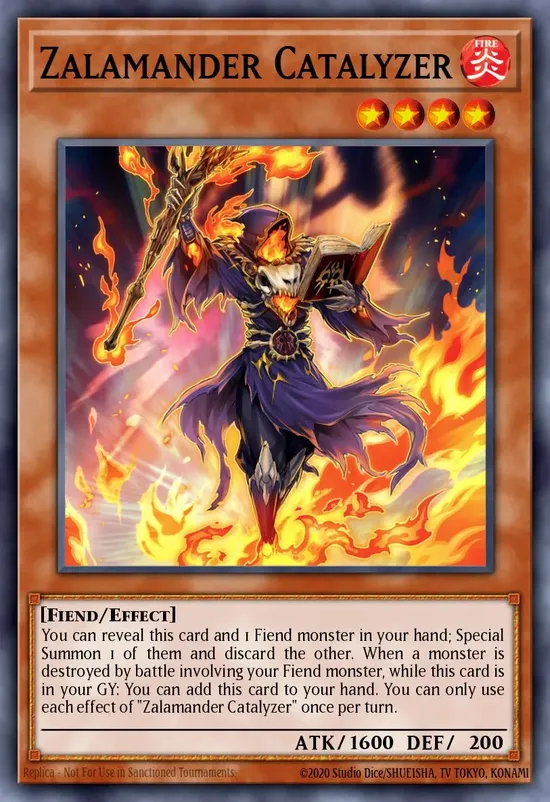 ZALAMANDER CATALYZER
FIRE
炎
[FIEND/EFFECT]
You can reveal this card and 1 Fiend monster in your hand; Special
Summon 1 of them and discard the other. When a monster is
destroyed by battle involving your Fiend monster, while this card is
in your GY: You can add this card to your hand. You can only use
each effect of "Zalamander Catalyzer" once per turn.
ATK/1600 DEF/ 200
Replica - Not For Use in Sanctioned Tournaments
©2020 Studio Dice/SHUEISHA, TV TOKYO, KONAMI